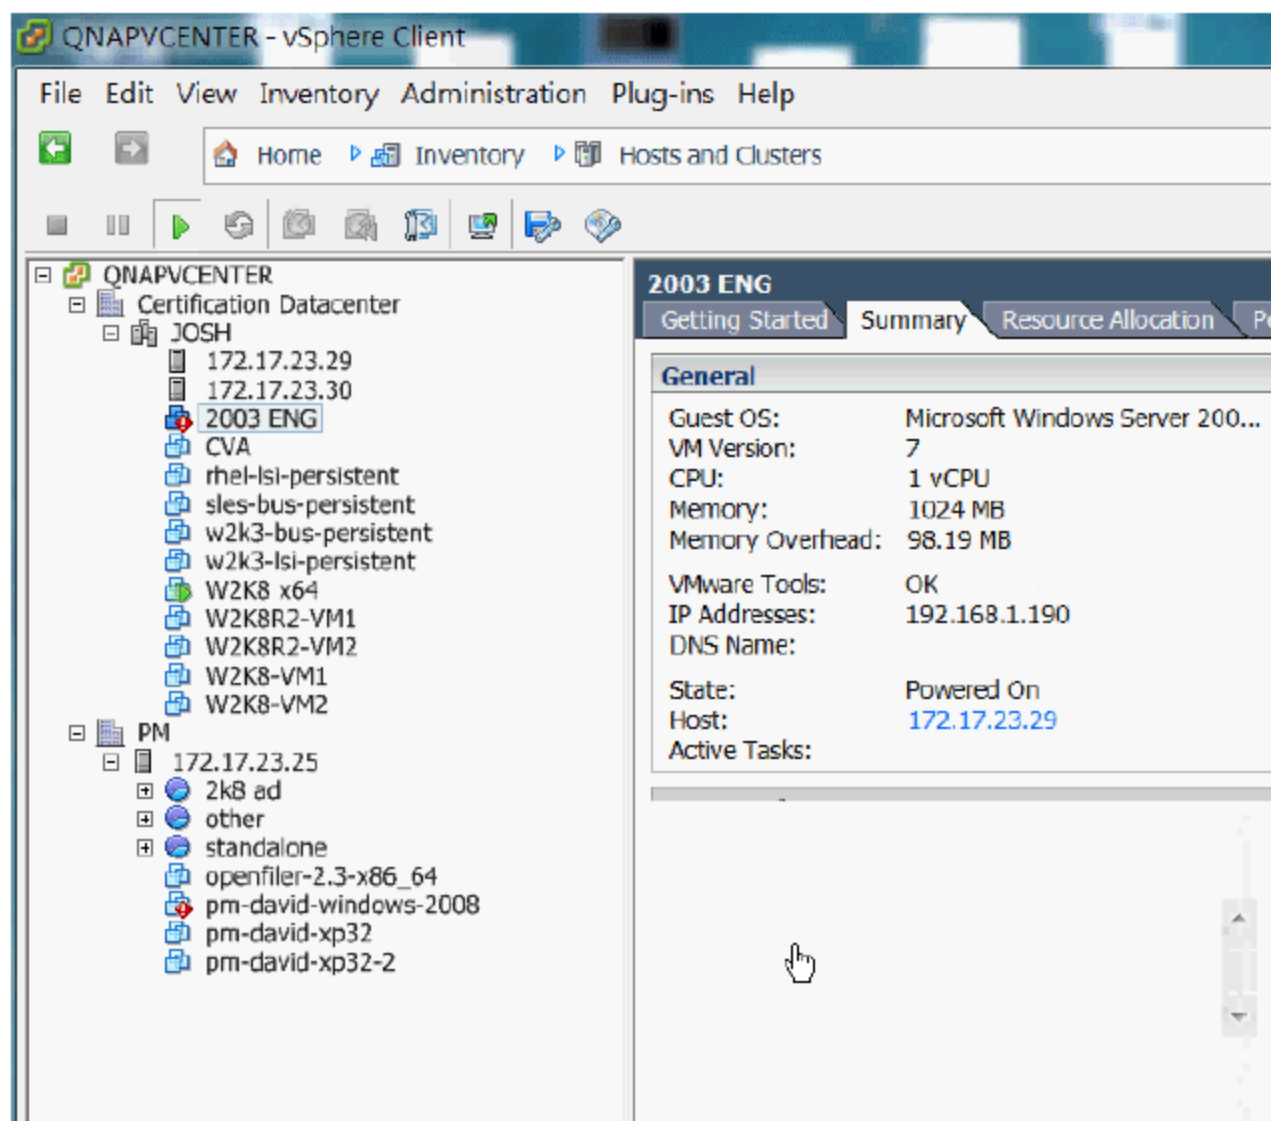 QNAPVCENTER - vSphere Client
File Edit View Inventory Administration Plug-ins Help
Home Inventory Hosts and Clusters
QNAPVCENTER
Certification Datacenter
JOSH
172.17.23.29
172.17.23.30
2003 ENG
CVA
rhel-lsi-persistent
sles-bus-persistent
w2k3-bus-persistent
w2k3-lsi-persistent
W2K8 x64
W2K8R2-VM1
W2K8R2-VM2
W2K8-VM1
W2K8-VM2
PM
172.17.23.25
2k8 ad
other
standalone
openfiler-2.3-x86_64
pm-david-windows-2008
pm-david-xp32
pm-david-xp32-2
2003 ENG
Getting Started Summary Resource Allocation
General
Guest OS: Microsoft Windows Server 200...
VM Version: 7
CPU: 1 vCPU
Memory: 1024 MB
Memory Overhead: 98.19 MB
VMware Tools: OK
IP Addresses: 192.168.1.190
DNS Name:
State: Powered On
Host: 172.17.23.29
Active Tasks: